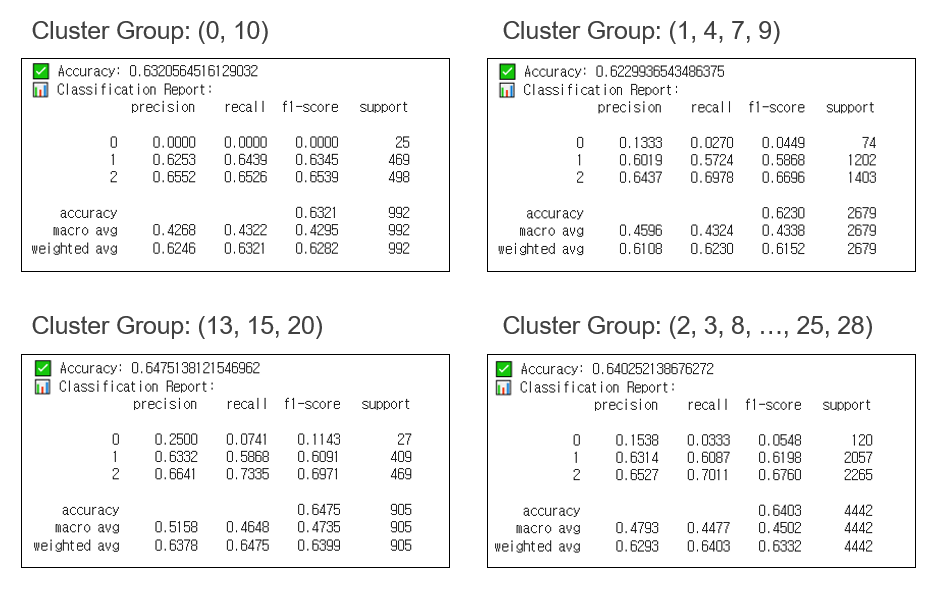 Cluster Group: (0, 10)
Accuracy: 0.6320564516129032
Classification Report:
precision recall f1-score support
0 0.0000 0.0000 0.0000 25
1 0.6253 0.6439 0.6345 469
2 0.6552 0.6526 0.6539 498
accuracy 0.6321 992
macro avg 0.4268 0.4322 0.4295 992
weighted avg 0.6246 0.6321 0.6282 992
Cluster Group: (1, 4, 7, 9)
Accuracy: 0.6229936543486375
Classification Report:
precision recall f1-score support
0 0.1333 0.0270 0.0449 74
1 0.6019 0.5724 0.5868 1202
2 0.6437 0.6978 0.6696 1403
accuracy 0.6230 2679
macro avg 0.4596 0.4324 0.4338 2679
weighted avg 0.6108 0.6230 0.6152 2679
Cluster Group: (13, 15, 20)
Accuracy: 0.6475138121546962
Classification Report:
precision recall f1-score support
0 0.2500 0.0741 0.1143 27
1 0.6332 0.5868 0.6091 409
2 0.6641 0.7335 0.6971 469
accuracy 0.6475 905
macro avg 0.5158 0.4648 0.4735 905
weighted avg 0.6378 0.6475 0.6399 905
Cluster Group: (2, 3, 8, …, 25, 28)
Accuracy: 0.640252138676272
Classification Report:
precision recall f1-score support
0 0.1538 0.0333 0.0548 120
1 0.6314 0.6087 0.6198 2057
2 0.6527 0.7011 0.6760 2265
accuracy 0.6403 4442
macro avg 0.4793 0.4477 0.4502 4442
weighted avg 0.6293 0.6403 0.6332 4442